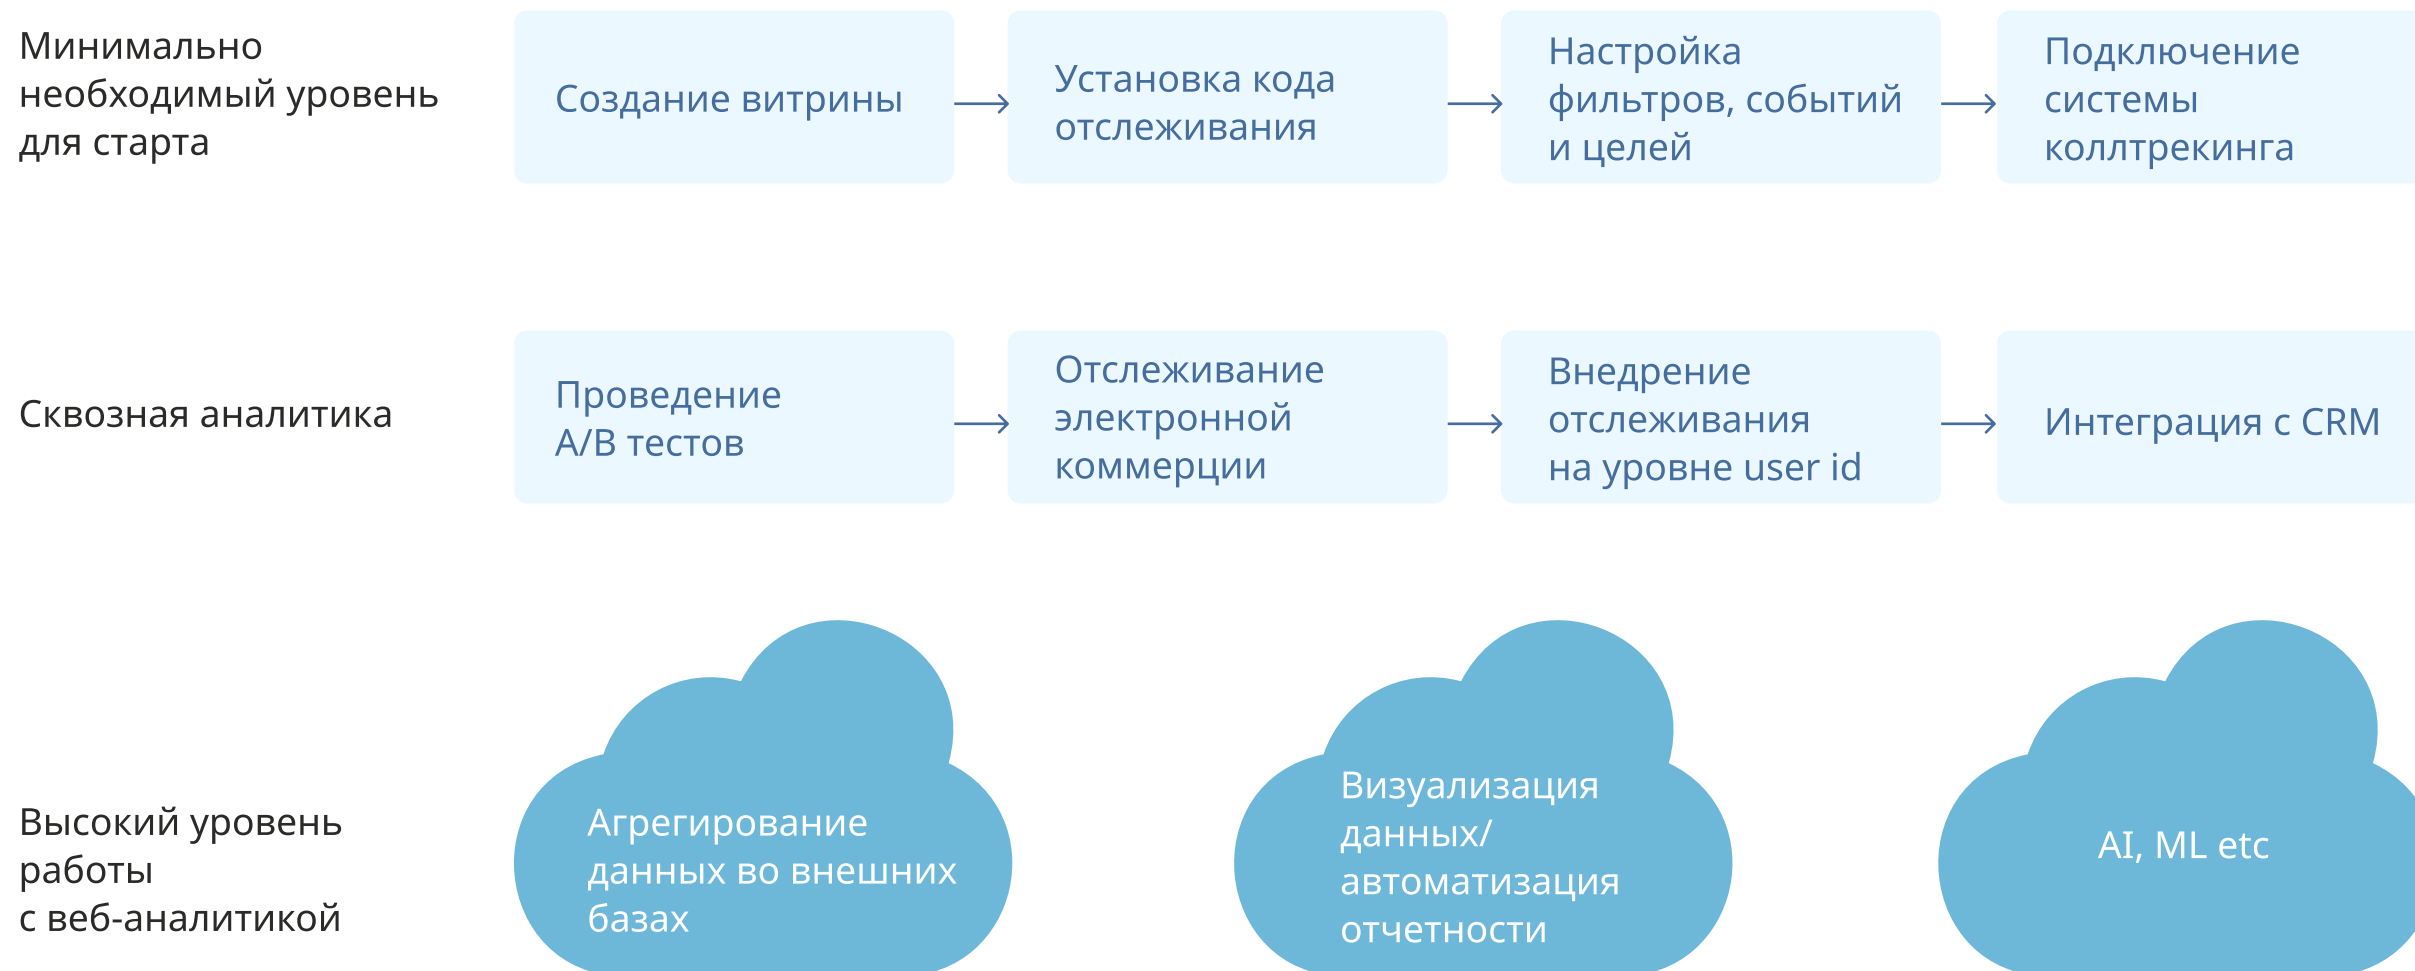 Минимально
необходимый уровень
для старта
Создание витрины
Установка кода
отслеживания
Настройка
фильтров, событий
и целей
Подключение
системы
коллтрекинга
Сквозная аналитика
Проведение
A/B тестов
Отслеживание
электронной
коммерции
Внедрение
отслеживания
на уровне user id
Интеграция с CRM
Высокий уровень
работы
с веб-аналитикой
Агрегирование
данных во внешних
базах
Визуализация
данных/
автоматизация
отчетности
AI, ML etc